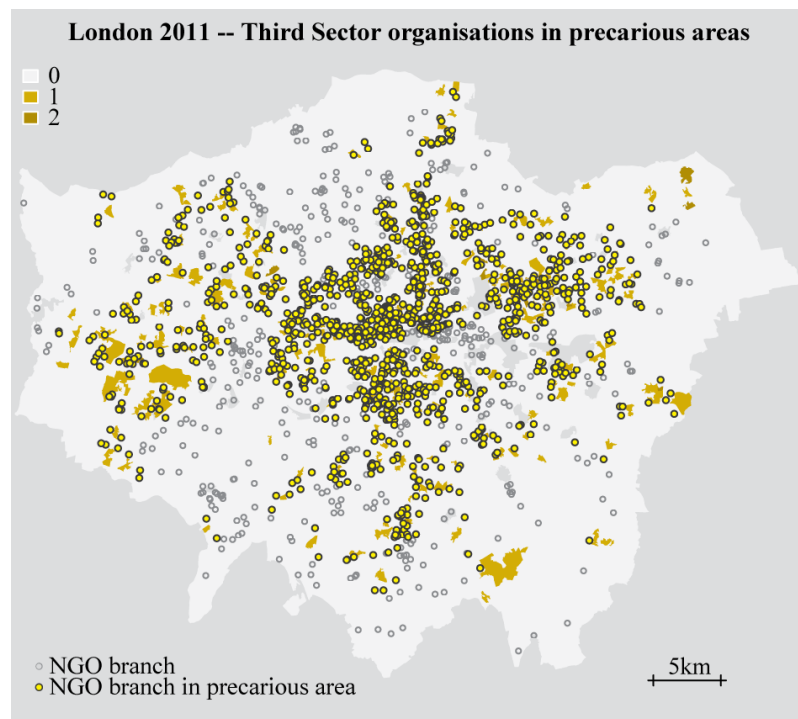 London 2011 -- Third Sector organisations in precarious areas
0
1
2
NGO branch
NGO branch in precarious area
5km